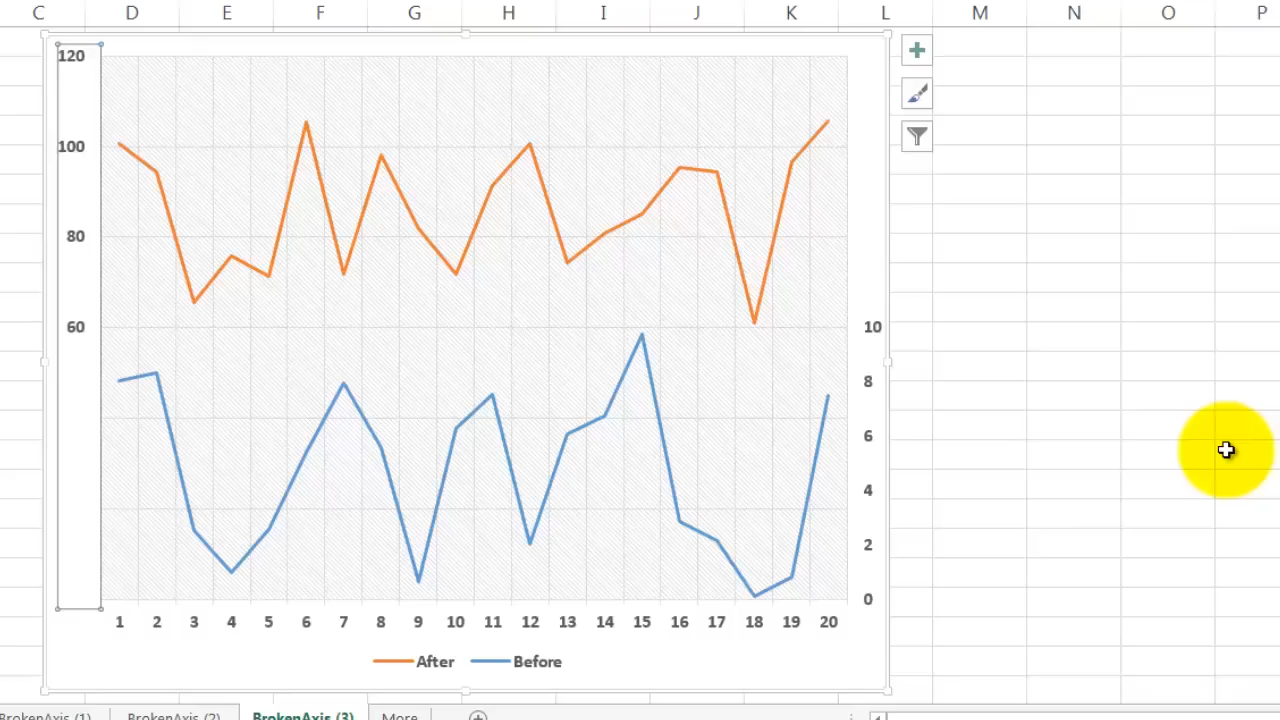 C D E F G H I J K L M N O P
120
100
80
60 10
8
6
4
2
0
1 2 3 4 5 6 7 8 9 10 11 12 13 14 15 16 17 18 19 20
After Before
BrokenAxis (1) BrokenAxis (2) BrokenAxis (3) More